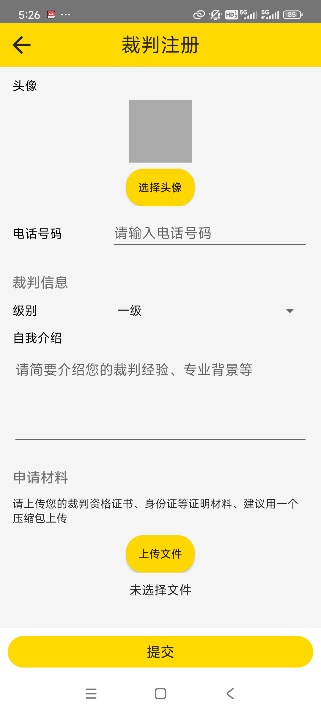 5:26
裁判注册
头像
选择头像
电话号码 请输入电话号码
裁判信息
级别 一级
自我介绍
请简要介绍您的裁判经验、专业背景等
申请材料
请上传您的裁判资格证书、身份证等证明材料、建议用一个
压缩包上传
上传文件
未选择文件
提交